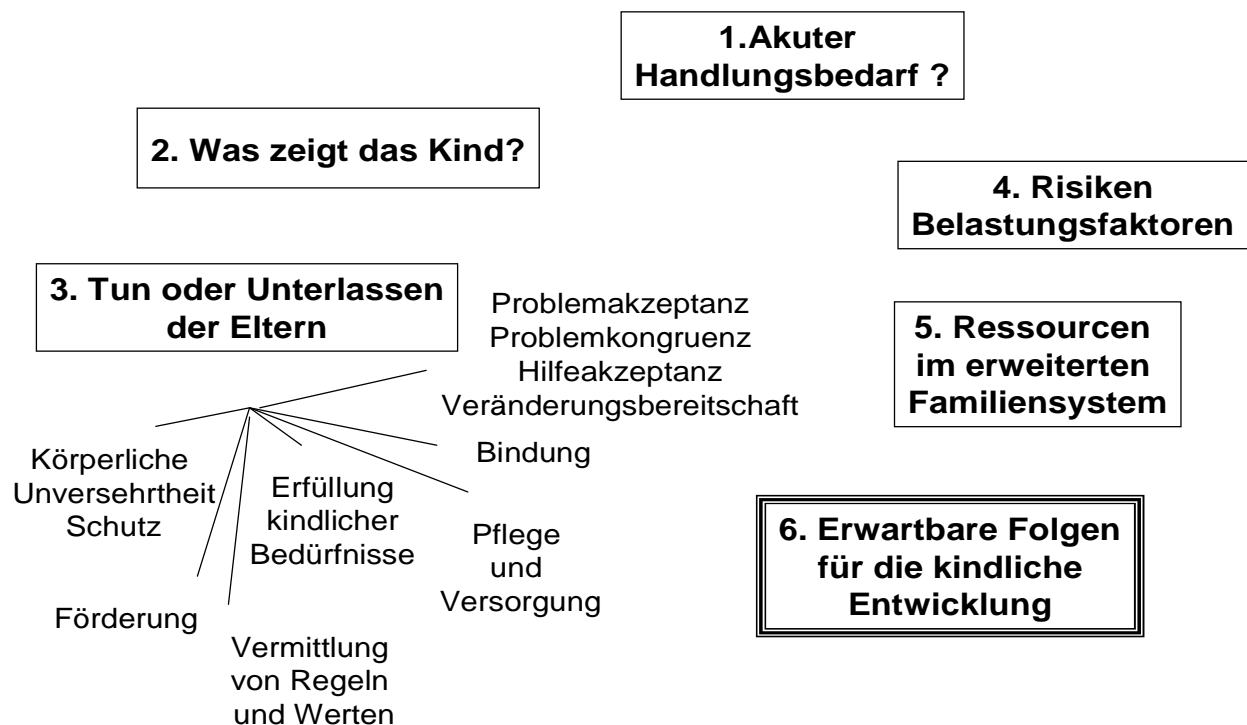 1.Akuter
Handlungsbedarf ?
2. Was zeigt das Kind?
4. Risiken
Belastungsfaktoren
3. Tun oder Unterlassen
der Eltern
Problemakzeptanz
Problemkongruenz
Hilfeakzeptanz
Veränderungsbereitschaft
5. Ressourcen
im erweiterten
Familiensystem
Körperliche
Unversehrtheit
Schutz
Erfüllung
kindlicher
Bedürfnisse
Bindung
Pflege
und
Versorgung
6. Erwartbare Folgen
für die kindliche
Entwicklung
Förderung
Vermittlung
von Regeln
und Werten